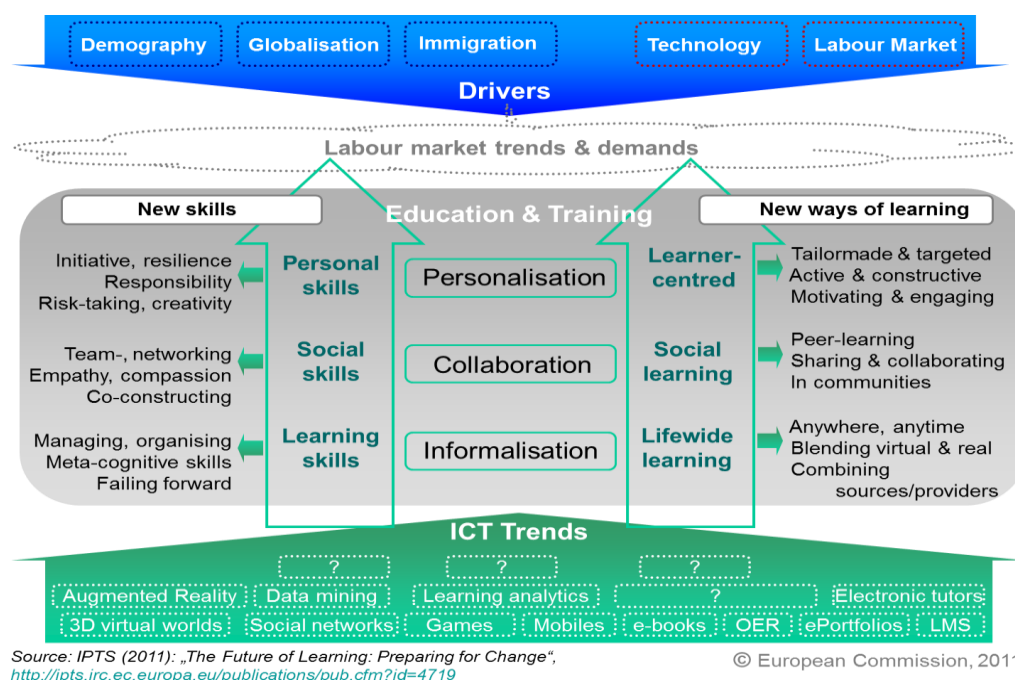 Demography
Globalisation
Immigration
Technology
Labour Market
Drivers
Labour market trends & demands
New skills
Education & Training
New ways of learning
Initiative, resilience
Responsibility
Risk-taking, creativity
Personal
skills
Personalisation
Learner-
centred
Tailormade & targeted
Active & constructive
Motivating & engaging
Team-, networking
Empathy, compassion
Co-constructing
Social
skills
Collaboration
Social
learning
Peer-learning
Sharing & collaborating
In communities
Managing, organising
Meta-cognitive skills
Failing forward
Learning
skills
Informalisation
Lifewide
learning
Anywhere, anytime
Blending virtual & real
Combining
sources/providers
ICT Trends
?
?
?
Augmented Reality
Data mining
Learning analytics
?
Electronic tutors
3D virtual worlds
Social networks
Games
Mobiles
e-books
OER
ePortfolios
LMS
Source: IPTS (2011): „The Future of Learning: Preparing for Change“,
http://ipts.jrc.ec.europa.eu/publications/pub.cfm?id=4719
© European Commission, 2011